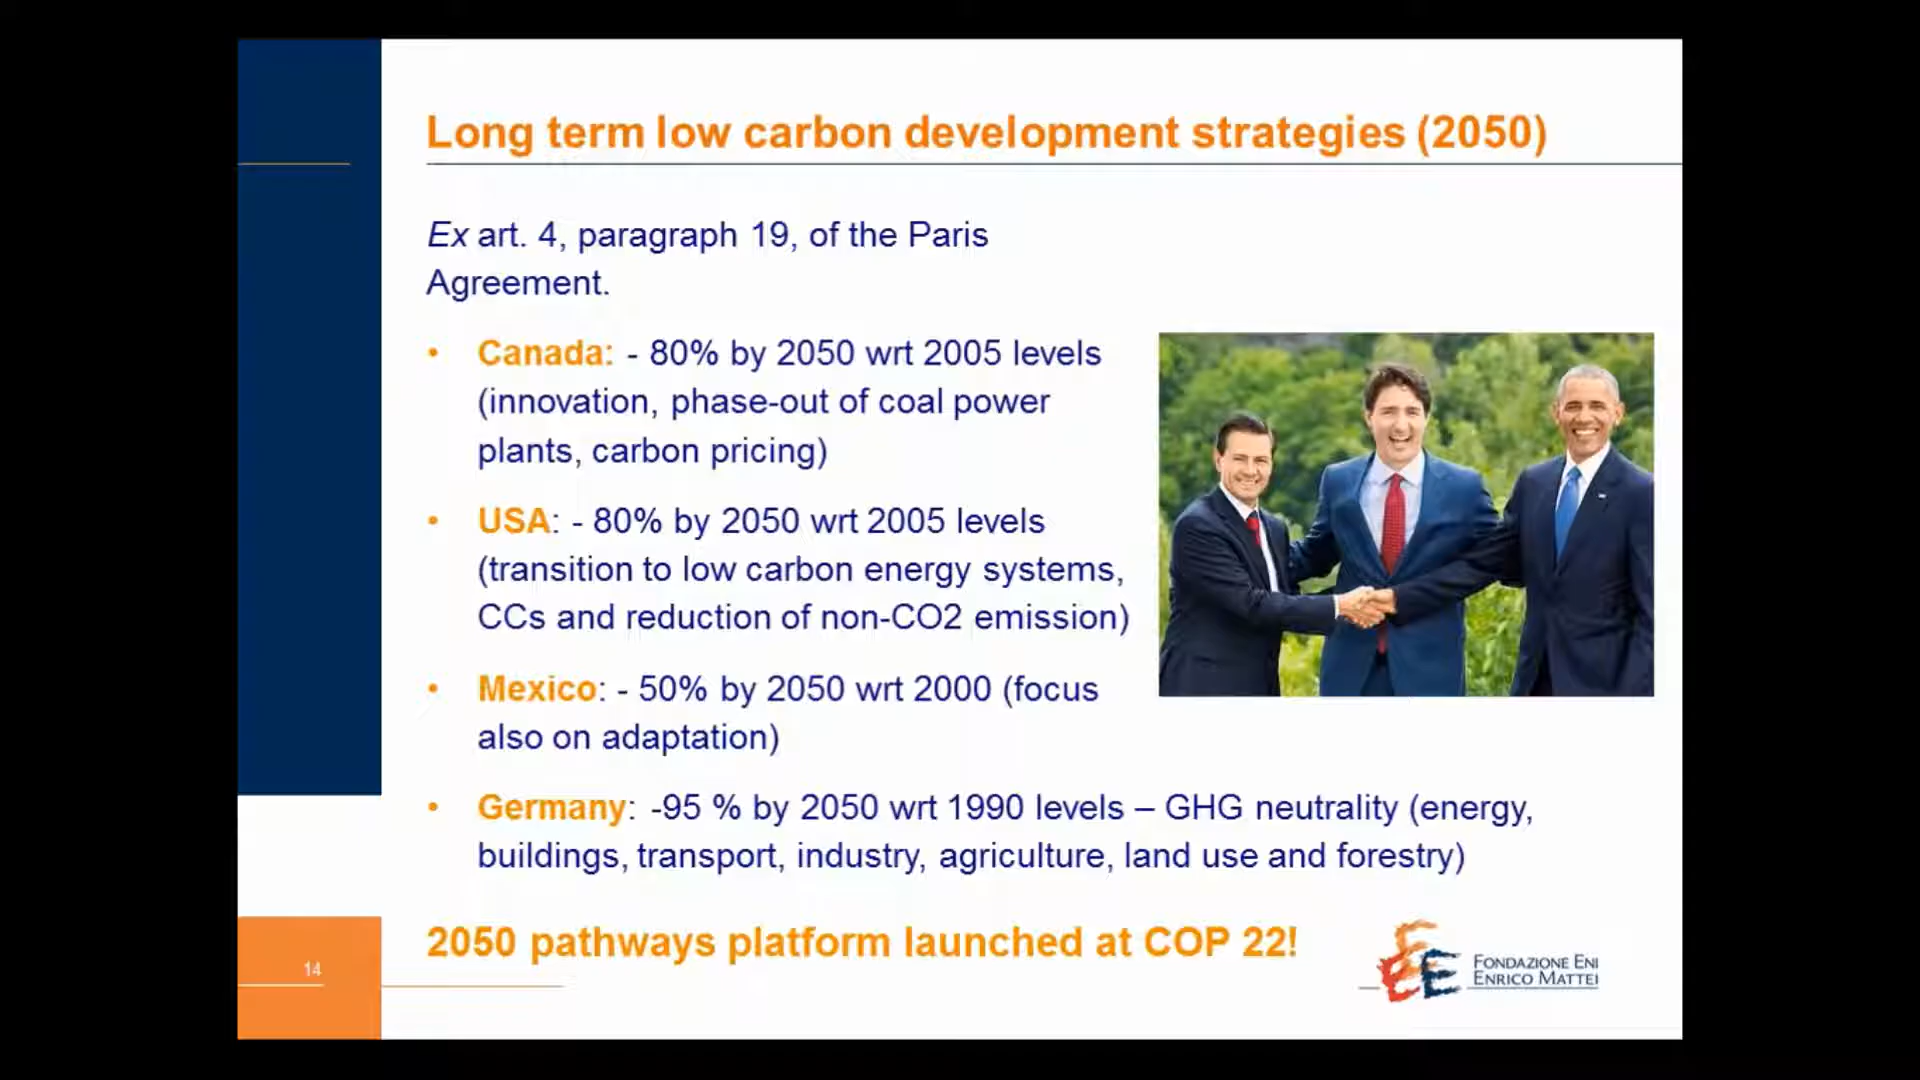 Long term low carbon development strategies (2050)
Ex art. 4, paragraph 19, of the Paris
Agreement.
• Canada: - 80% by 2050 wrt 2005 levels
(innovation, phase-out of coal power
plants, carbon pricing)
• USA: - 80% by 2050 wrt 2005 levels
(transition to low carbon energy systems,
CCs and reduction of non-CO2 emission)
• Mexico: - 50% by 2050 wrt 2000 (focus
also on adaptation)
• Germany: -95 % by 2050 wrt 1990 levels – GHG neutrality (energy,
buildings, transport, industry, agriculture, land use and forestry)
2050 pathways platform launched at COP 22!
14
FONDAZIONE ENI
ENRICO MATTEI